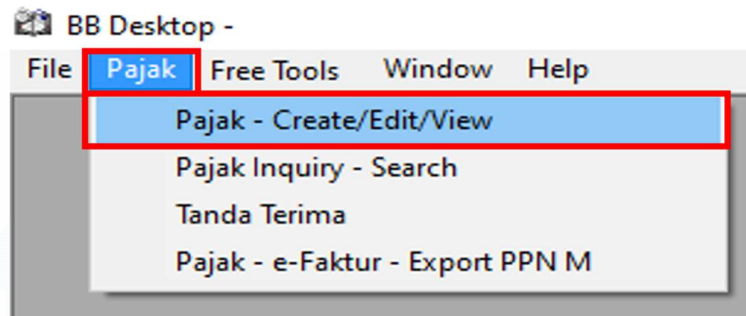 BB Desktop -
File Pajak Free Tools Window Help
Pajak - Create/Edit/View
Pajak Inquiry - Search
Tanda Terima
Pajak - e-Faktur - Export PPN M